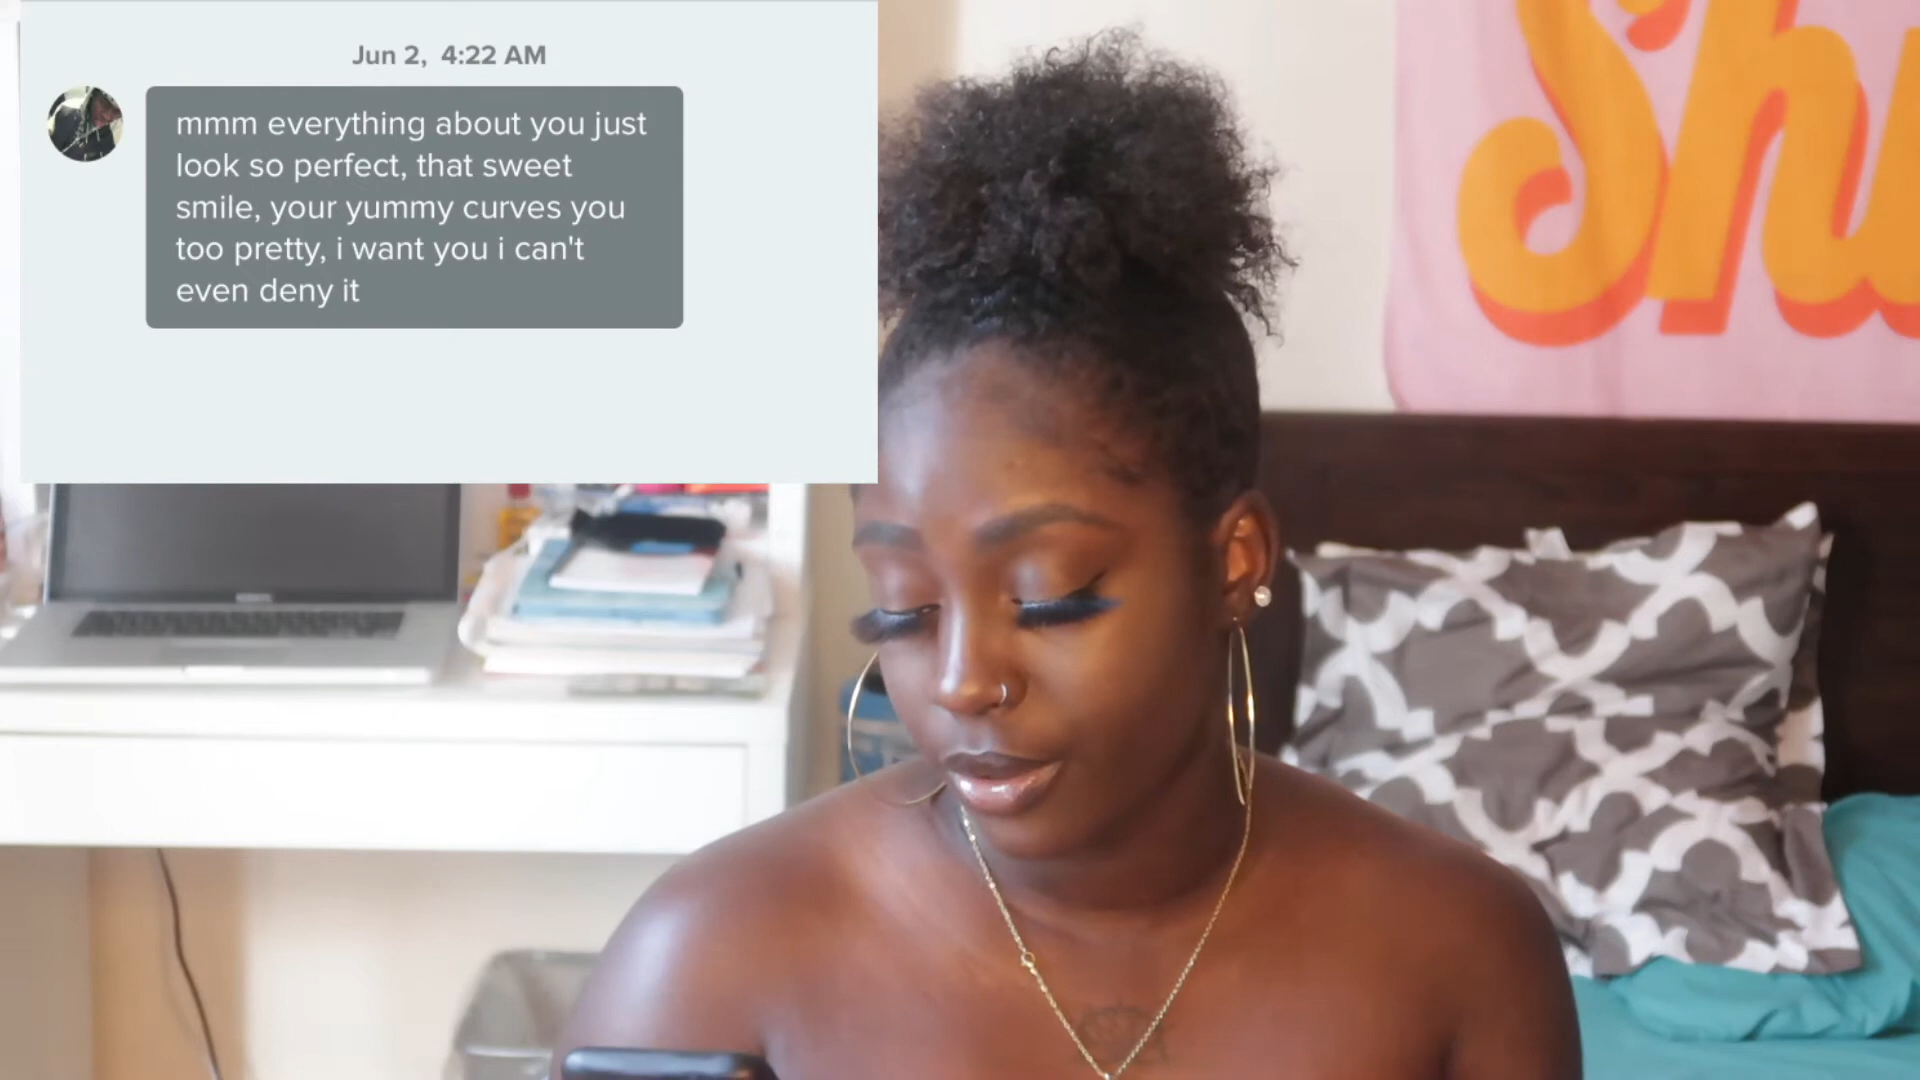 Jun 2, 4:22 AM
mmm everything about you just
look so perfect, that sweet
smile, your yummy curves you
too pretty, i want you i can't
even deny it